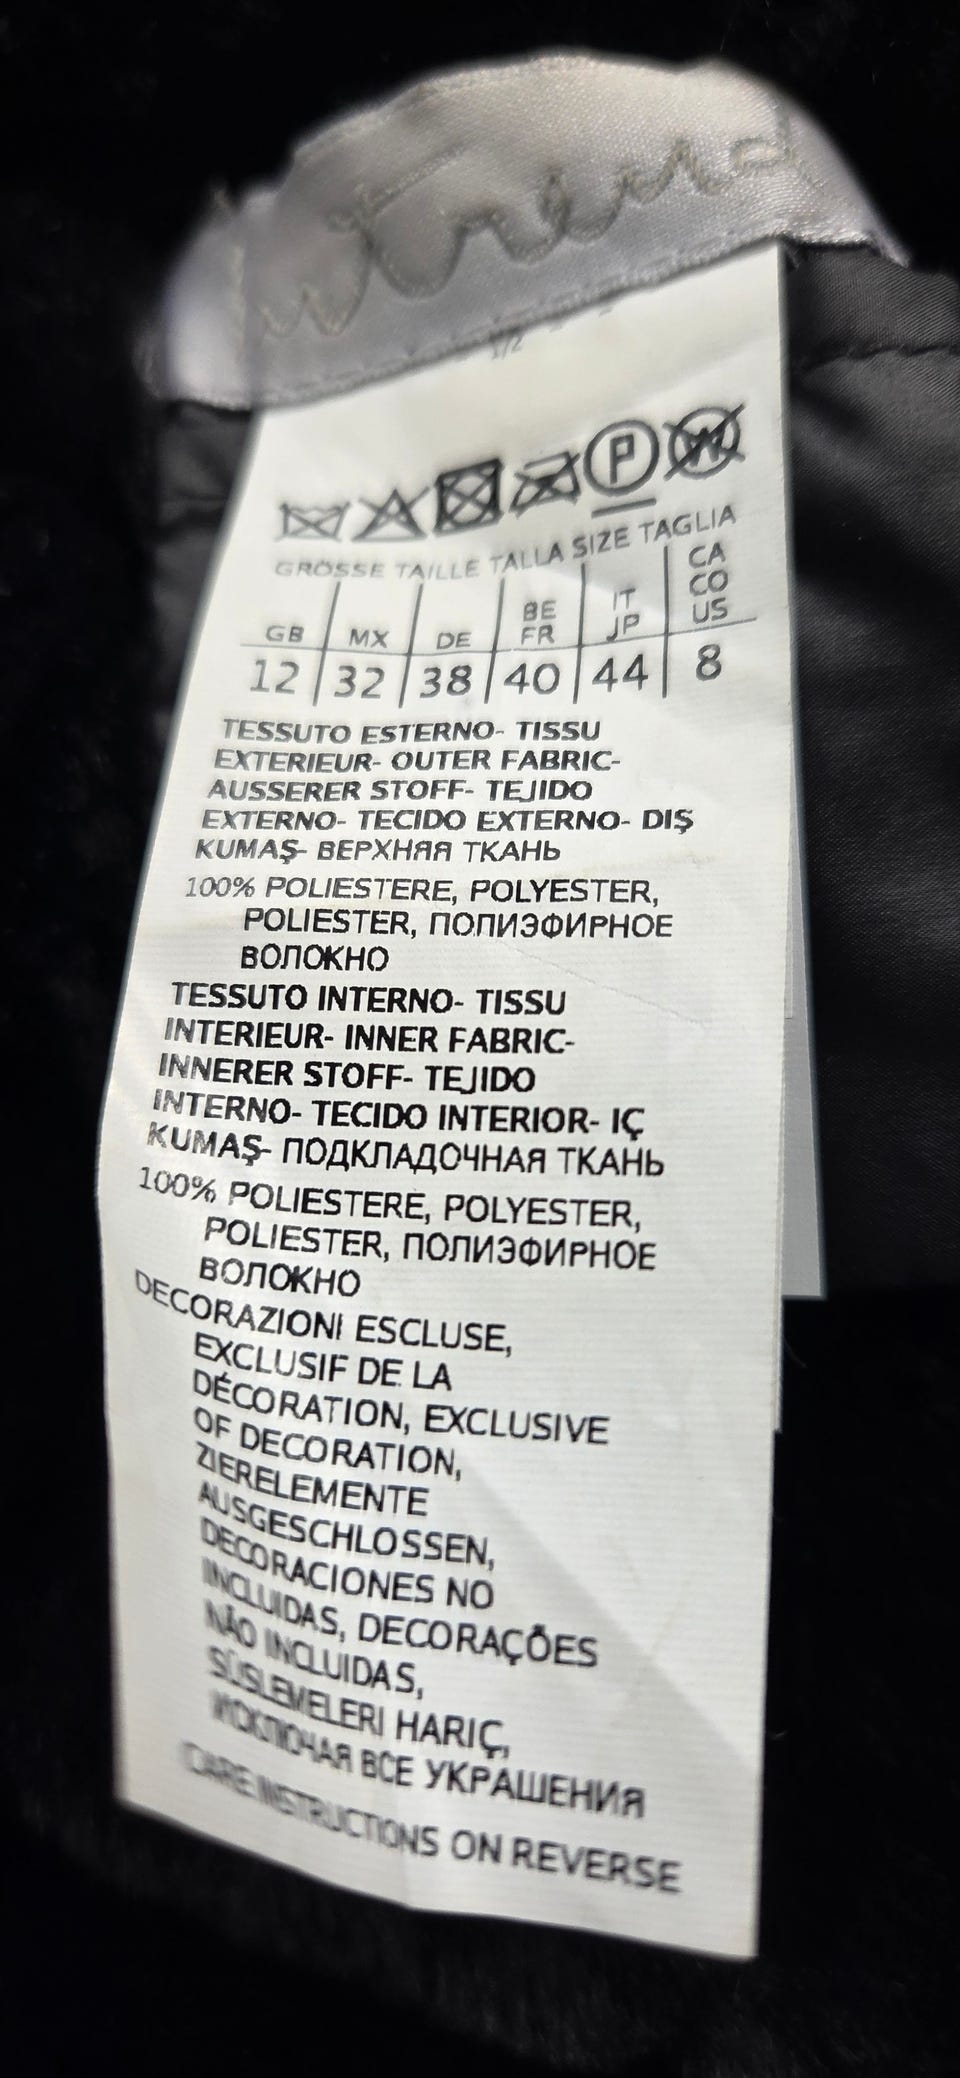 intrend
1/2
P W
GRÖSSE TAILLE TALLA SIZE TAGLIA
GB MX DE BE FR IT JP CA CO US
12 32 38 40 44 8
TESSUTO ESTERNO- TISSU
EXTERIEUR- OUTER FABRIC-
AUSSERER STOFF- TEJIDO
EXTERNO- TECIDO EXTERNO- DIŞ
KUMAŞ- ВЕРХНЯЯ ТКАНЬ
100% POLIESTERE, POLYESTER,
POLIESTER, ПОЛИЭФИРНОЕ
ВОЛОКНО
TESSUTO INTERNO- TISSU
INTERIEUR- INNER FABRIC-
INNERER STOFF- TEJIDO
INTERNO- TECIDO INTERIOR- IÇ
KUMAŞ- ПОДКЛАДОЧНАЯ ТКАНЬ
100% POLIESTERE, POLYESTER,
POLIESTER, ПОЛИЭФИРНОЕ
ВОЛОКНО
DECORAZIONI ESCLUSE,
EXCLUSIF DE LA
DÉCORATION, EXCLUSIVE
OF DECORATION,
ZIERELEMENTE
AUSGESCHLOSSEN,
DECORACIONES NO
INCLUIDAS, DECORAÇÕES
NÃO INCLUIDAS,
SÜSLEMELERI HARIÇ,
ИСКЛЮЧАЯ ВСЕ УКРАШЕНИЯ
CARE INSTRUCTIONS ON REVERSE